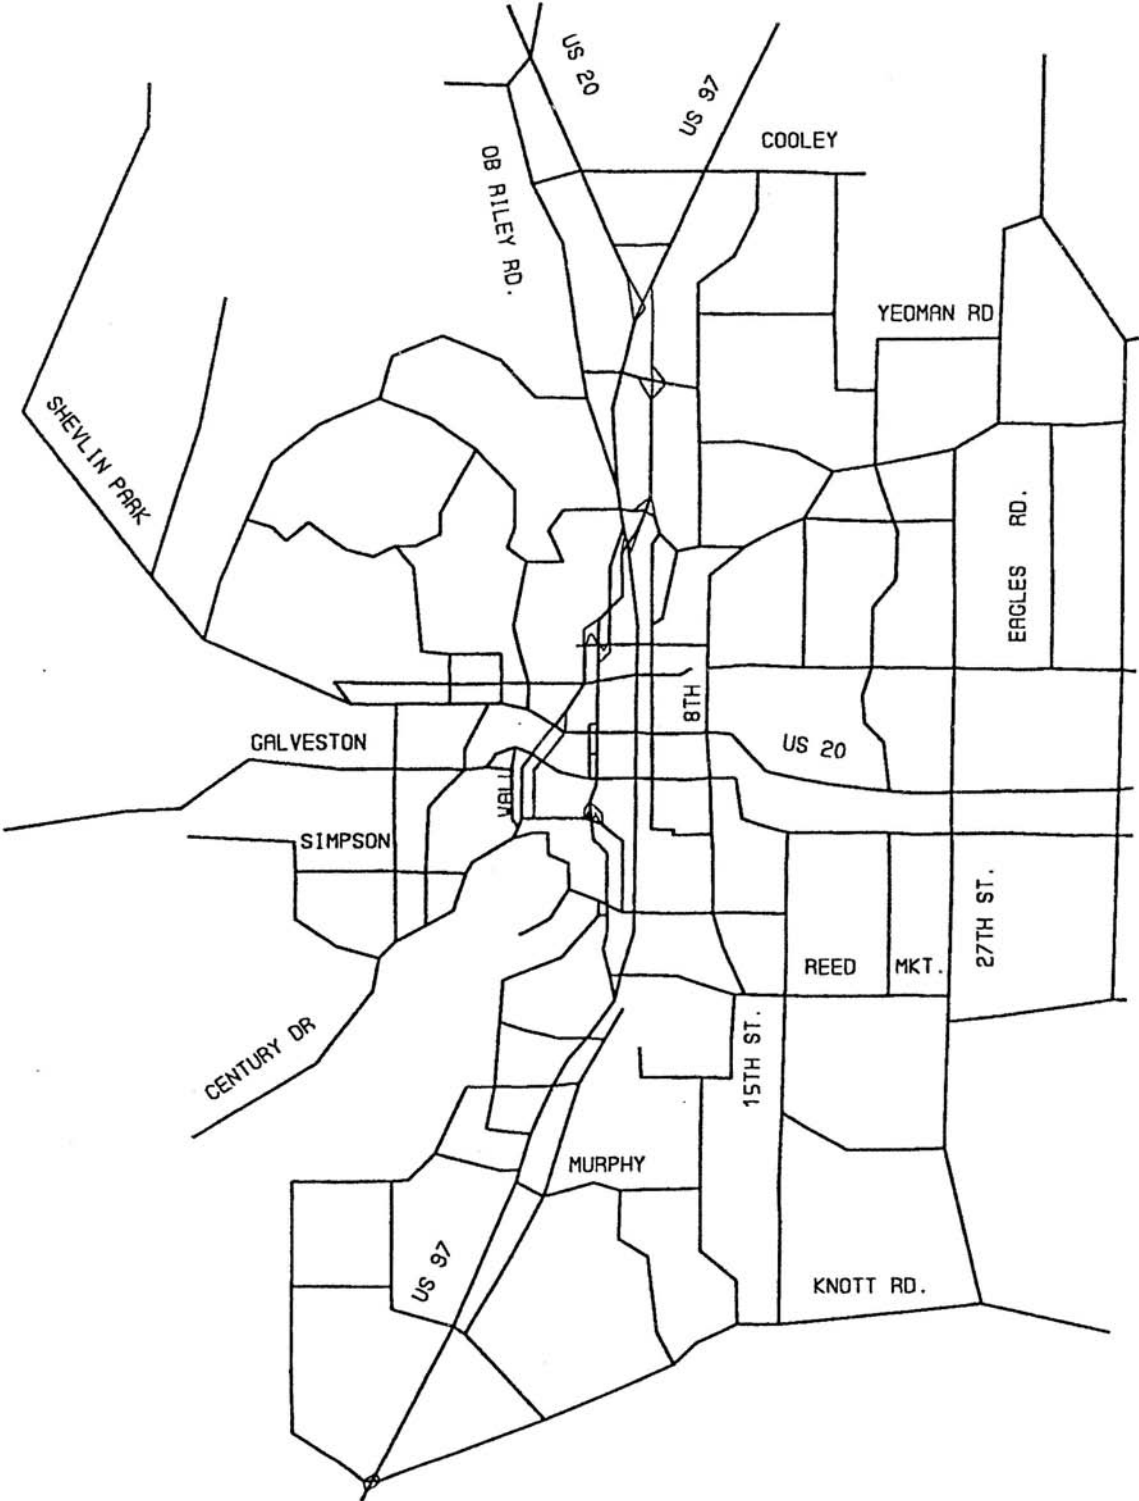 US 20
US 97
COOLEY
OB RILEY RD.
YEOMAN RD
SHEVLIN PARK
EAGLES RD.
8TH
GALVESTON
US 20
WALL
SIMPSON
27TH ST.
REED MKT.
CENTURY DR
15TH ST.
MURPHY
US 97
KNOTT RD.